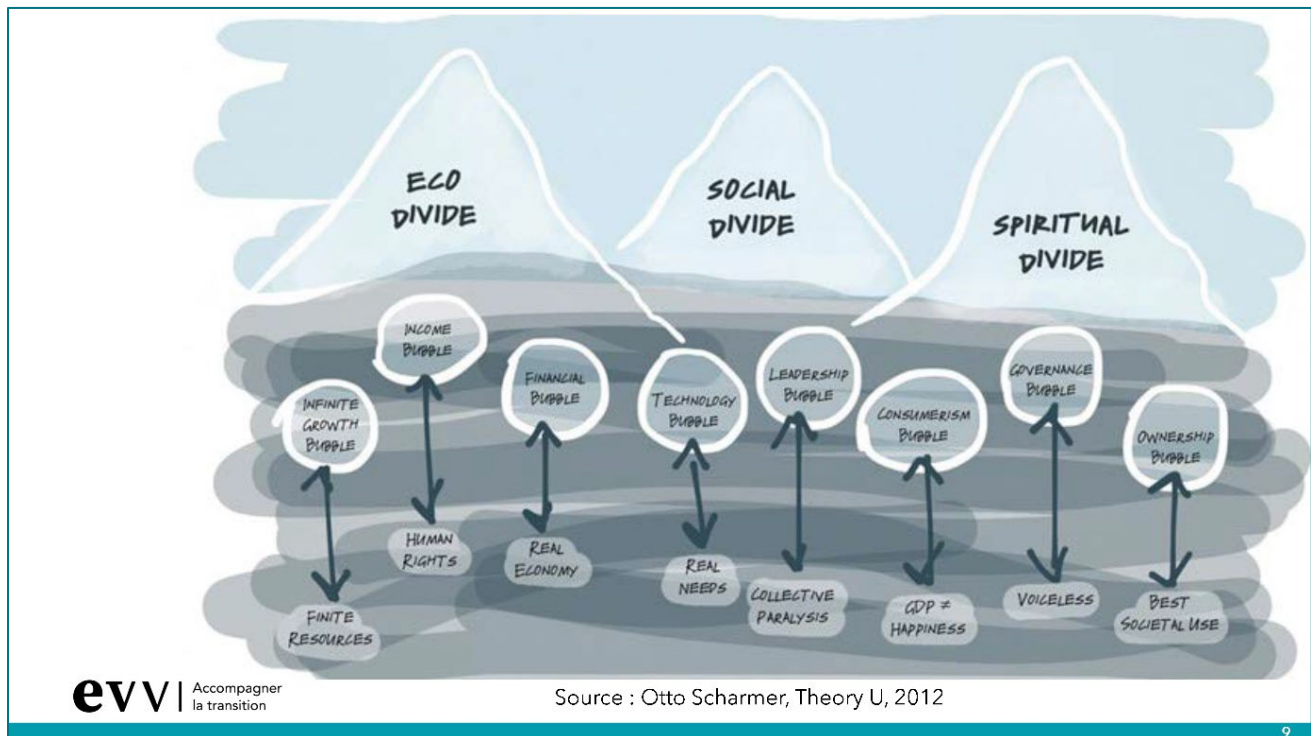 ECO
DIVIDE
SOCIAL
DIVIDE
SPIRITUAL
DIVIDE
INFINITE
GROWTH
BUBBLE
INCOME
BUBBLE
FINANCIAL
BUBBLE
TECHNOLOGY
BUBBLE
LEADERSHIP
BUBBLE
CONSUMERISM
BUBBLE
GOVERNANCE
BUBBLE
OWNERSHIP
BUBBLE
FINITE
RESOURCES
HUMAN
RIGHTS
REAL
ECONOMY
REAL
NEEDS
COLLECTIVE
PARALYSIS
GDP ≠
HAPPINESS
VOICELESS
BEST
SOCIETAL USE
evv
Accompagner
la transition
Source : Otto Scharmer, Theory U, 2012
9